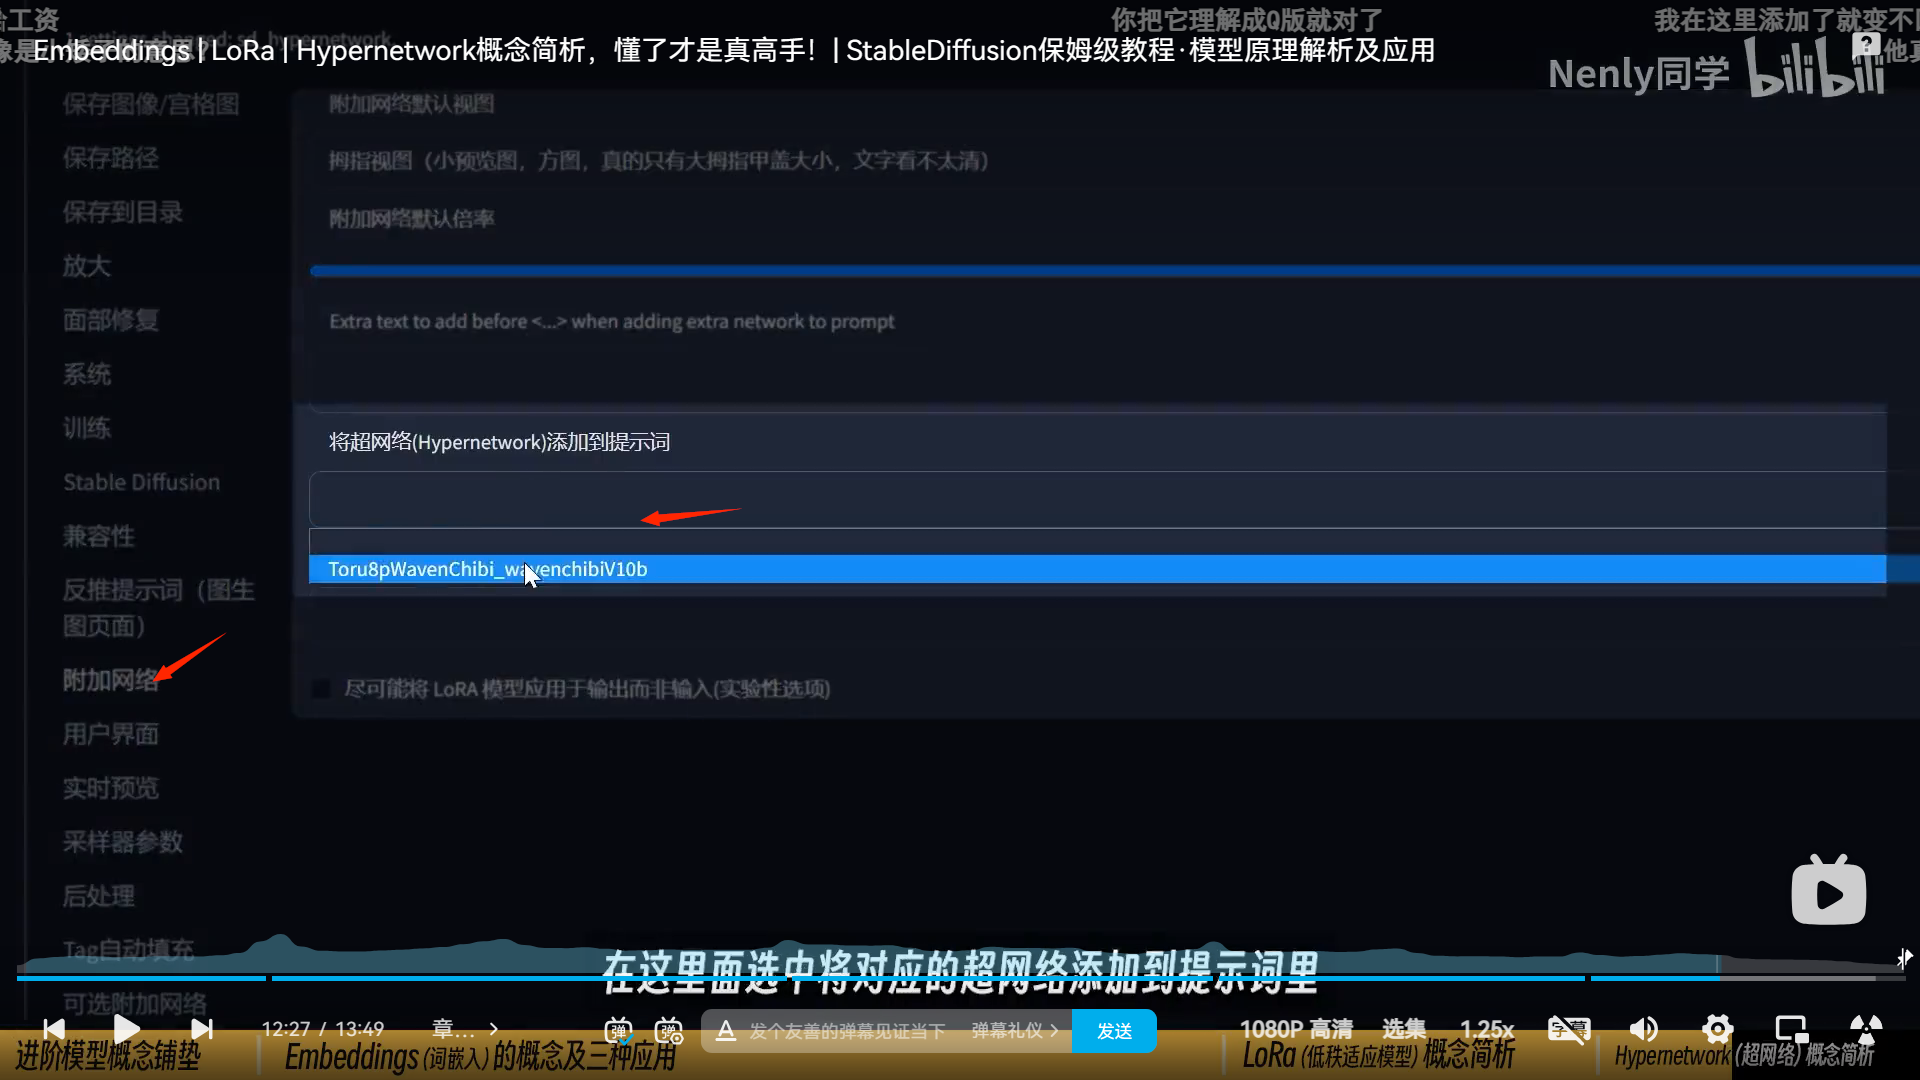 给工资
你把它理解成Q版就对了
我在这里添加了就变不
Embeddings | LoRa | Hypernetwork概念简析，懂了才是真高手！ | StableDiffusion保姆级教程·模型原理解析及应用
Nenly同学 bilibili
保存图像/宫格图
附加网络默认视图
保存路径
拇指视图（小预览图，方图，真的只有大拇指甲盖大小，文字看不太清）
保存到目录
附加网络默认倍率
放大
面部修复
Extra text to add before <...> when adding extra network to prompt
系统
训练
将超网络(Hypernetwork)添加到提示词
Stable Diffusion
兼容性
Toru8pWavenChibi_wavenchibiV10b
反推提示词（图生
图页面）
附加网络
尽可能将 LoRA 模型应用于输出而非输入(实验性选项)
用户界面
实时预览
采样器参数
后处理
Tag自动填充
在这里面选中将对应的超网络添加到提示词里
可选附加网络
12:27 / 13:49
章...
弹
弹
发个友善的弹幕见证当下
弹幕礼仪
发送
1080P 高清
选集
1.25x
字幕
进阶模型概念铺垫
Embeddings (词嵌入) 的概念及三种应用
LoRa (低秩适应模型) 概念简析
Hypernetwork (超网络) 概念简析